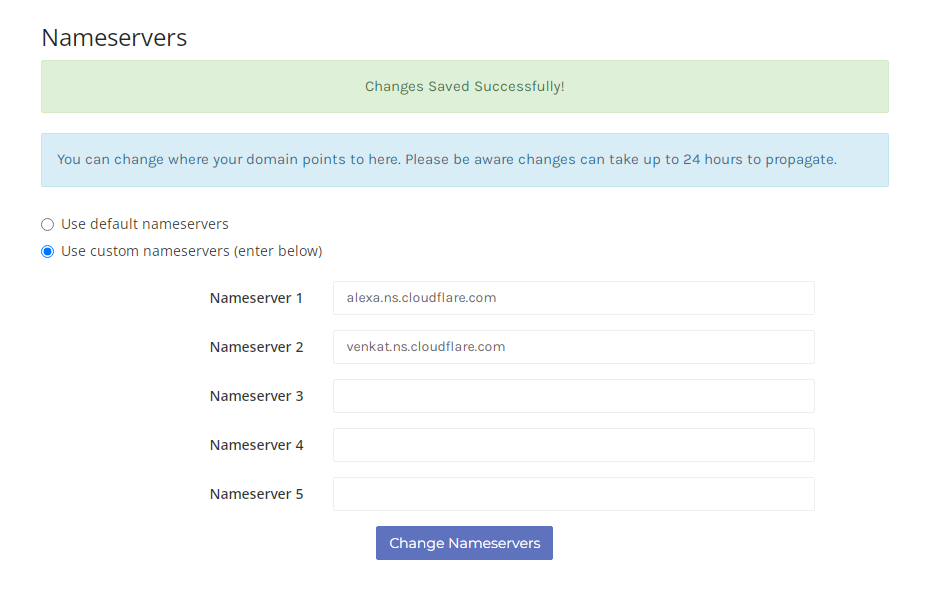 Nameservers
Changes Saved Successfully!
You can change where your domain points to here. Please be aware changes can take up to 24 hours to propagate.
Use default nameservers
Use custom nameservers (enter below)
Nameserver 1 alexa.ns.cloudflare.com
Nameserver 2 venkat.ns.cloudflare.com
Nameserver 3
Nameserver 4
Nameserver 5
Change Nameservers